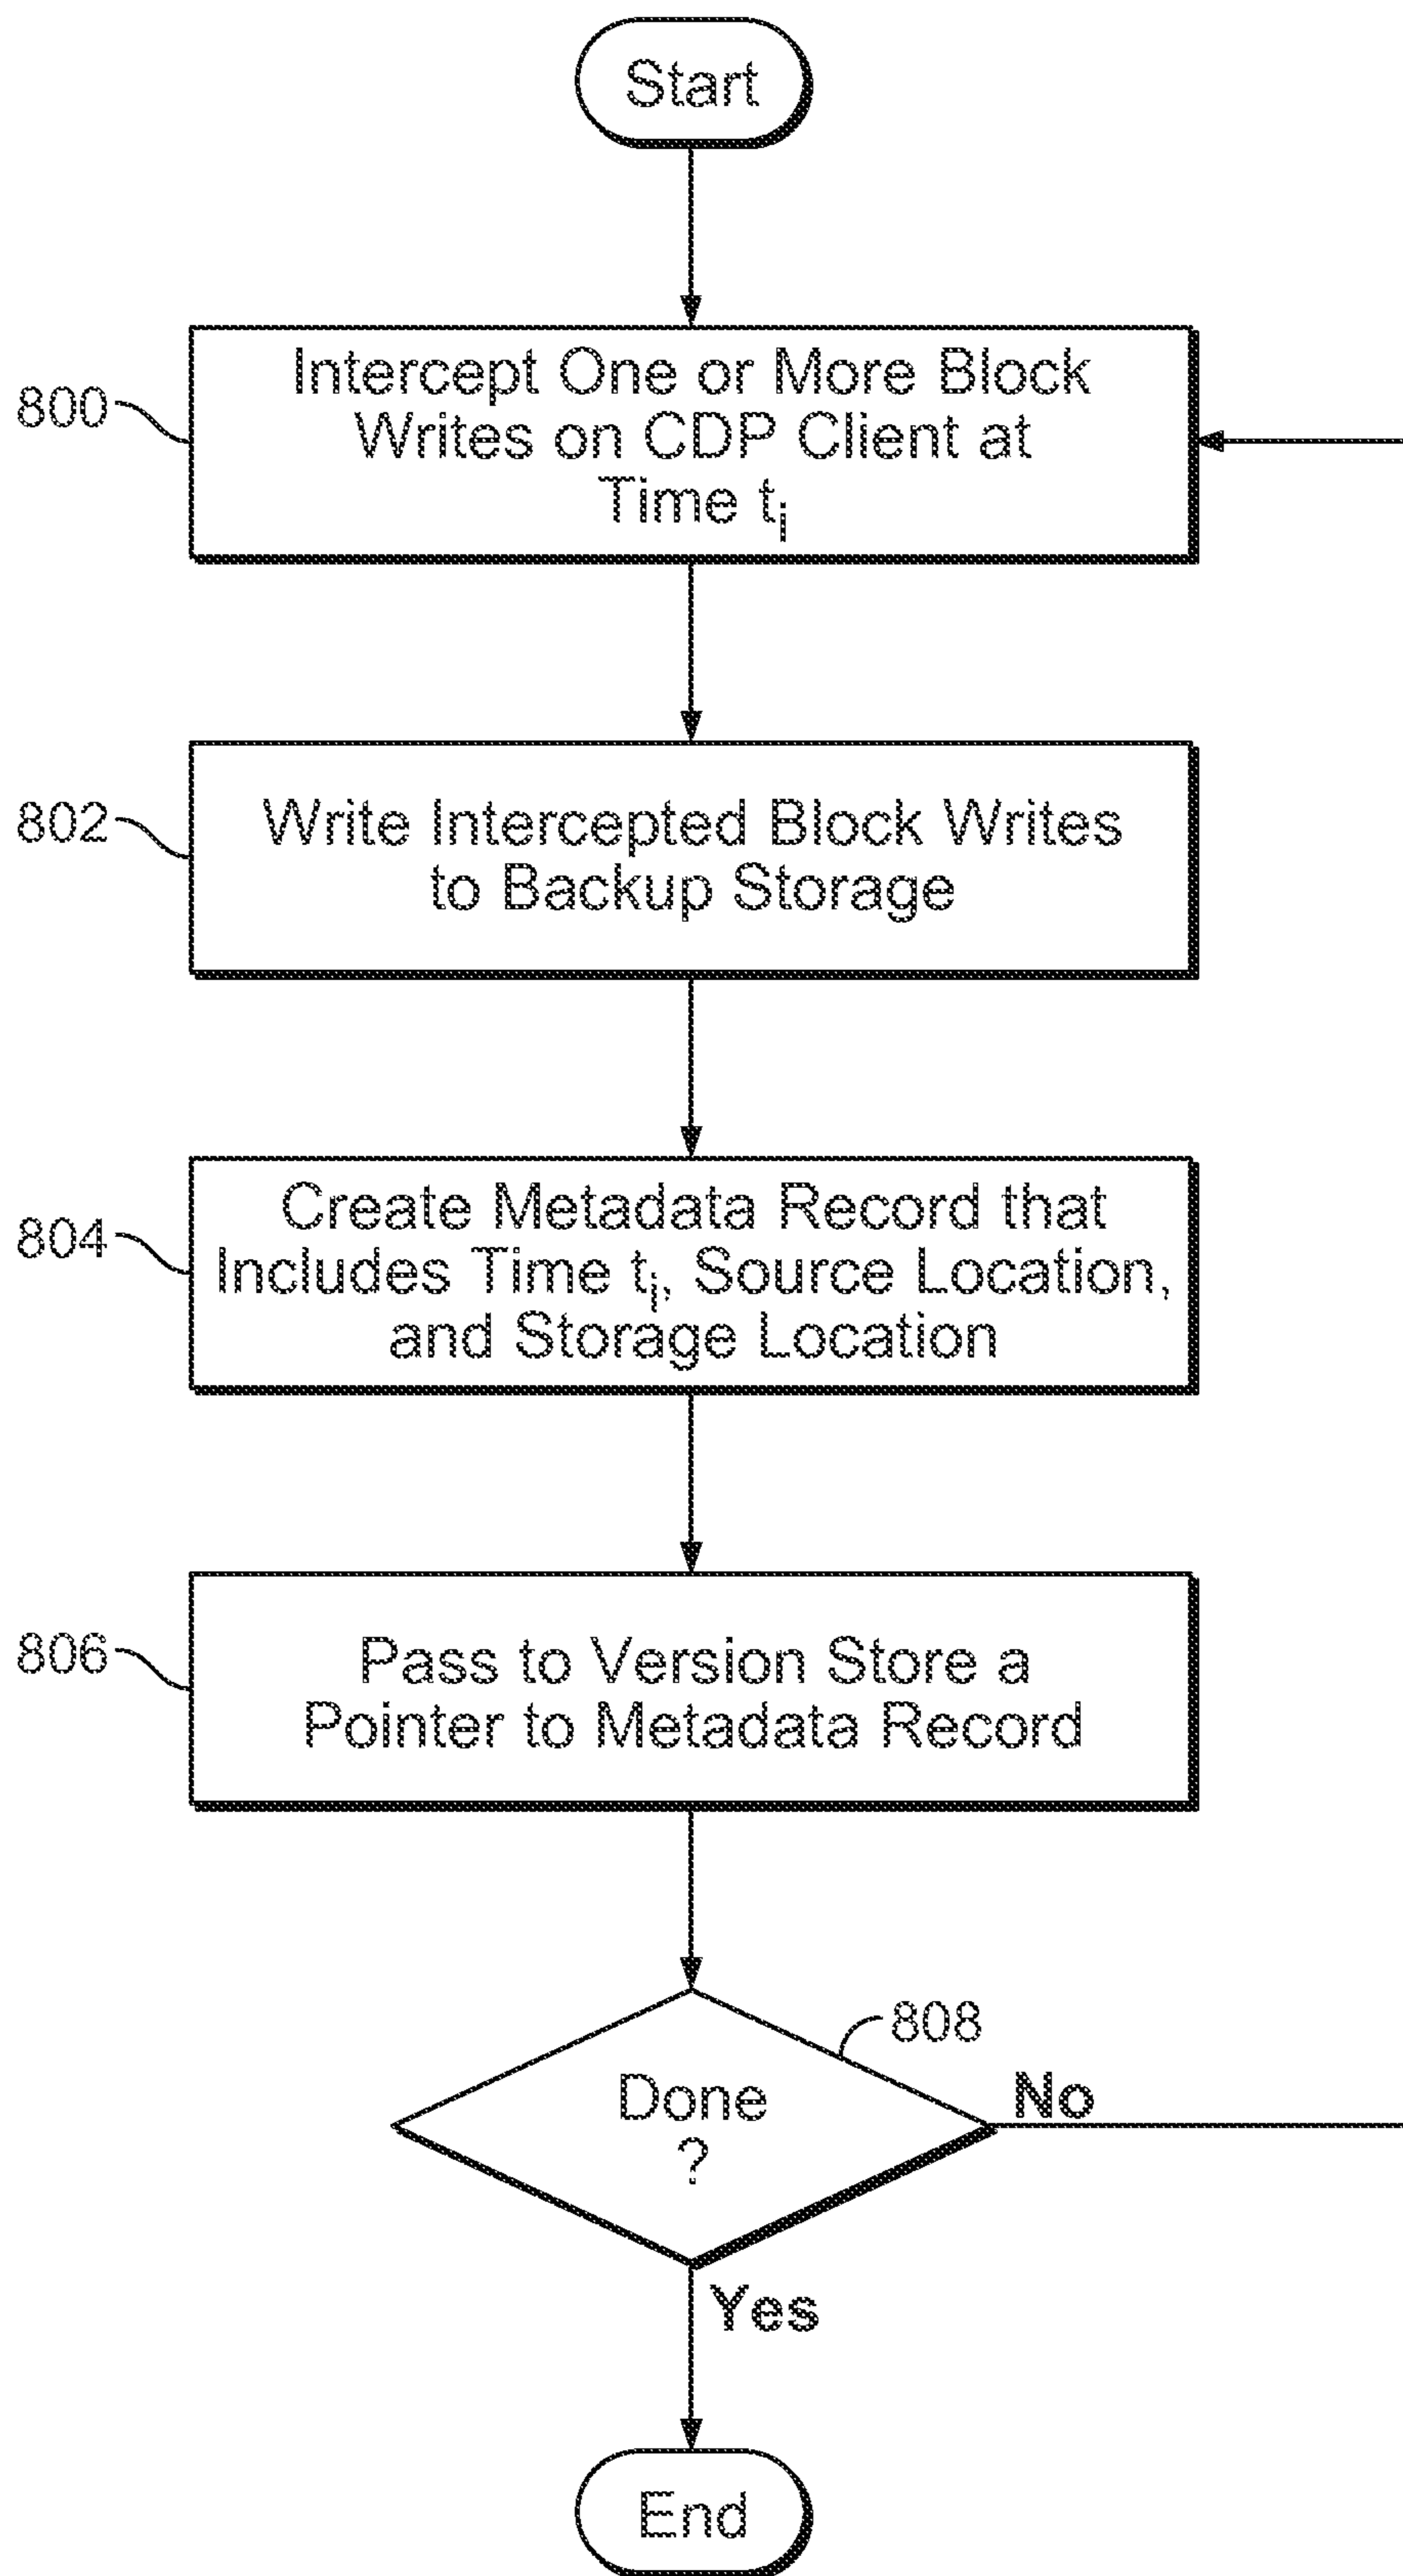 Start
800
Intercept One or More Block
Writes on CDP Client at
Time ti
802
Write Intercepted Block Writes
to Backup Storage
804
Create Metadata Record that
Includes Time ti, Source Location,
and Storage Location
806
Pass to Version Store a
Pointer to Metadata Record
808
Done
?
No
Yes
End